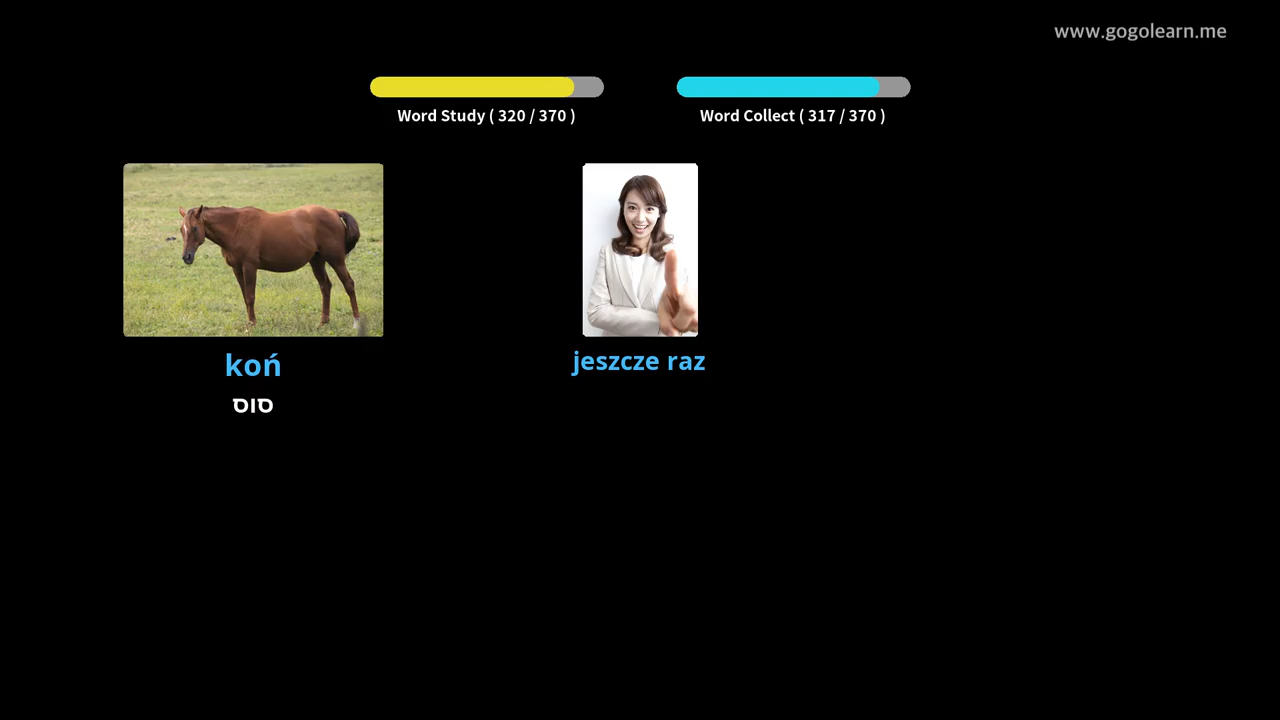 www.gogolearn.me
Word Study ( 320 / 370 )
Word Collect ( 317 / 370 )
koń
סוס
jeszcze raz